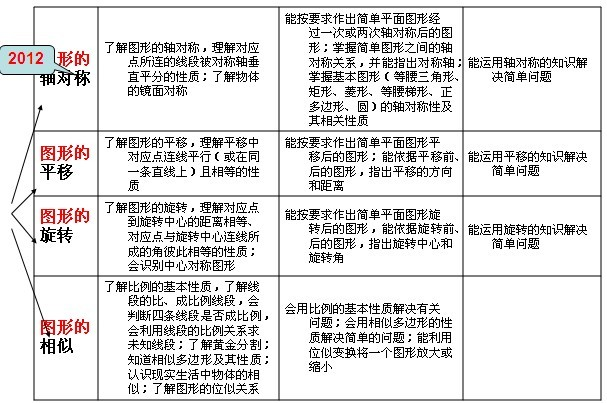 2012
形的
轴对称
了解图形的轴对称，理解对应
点所连的线段被对称轴垂
直平分的性质；了解物体
的镜面对称
能按要求作出简单平面图形经
过一次或两次轴对称后的图
形；掌握简单图形之间的轴
对称关系，并能指出对称轴；
掌握基本图形（等腰三角形、
矩形、菱形、等腰梯形、正
多边形、圆）的轴对称性及
其相关性质
能运用轴对称的知识解
决简单问题
图形的
平移
了解图形的平移，理解平移中
对应点连线平行（或在同
一条直线上）且相等的性
质
能按要求作出简单平面图形平
移后的图形；能依据平移前、
后的图形，指出平移的方向
和距离
能运用平移的知识解决
简单问题
图形的
旋转
了解图形的旋转，理解对应点
到旋转中心的距离相等、
对应点与旋转中心连线所
成的角彼此相等的性质；
会识别中心对称图形
能按要求作出简单平面图形旋
转后的图形，能依据旋转前、
后的图形，指出旋转中心和
旋转角
能运用旋转的知识解决
简单问题
图形的
相似
了解比例的基本性质，了解线
段的比、成比例线段，会
判断四条线段是否成比例，
会利用线段的比例关系求
未知线段；了解黄金分割；
知道相似多边形及其性质；
认识现实生活中物体的相
似；了解图形的位似关系
会用比例的基本性质解决有关
问题；会用相似多边形的性
质解决简单的问题；能利用
位似变换将一个图形放大或
缩小